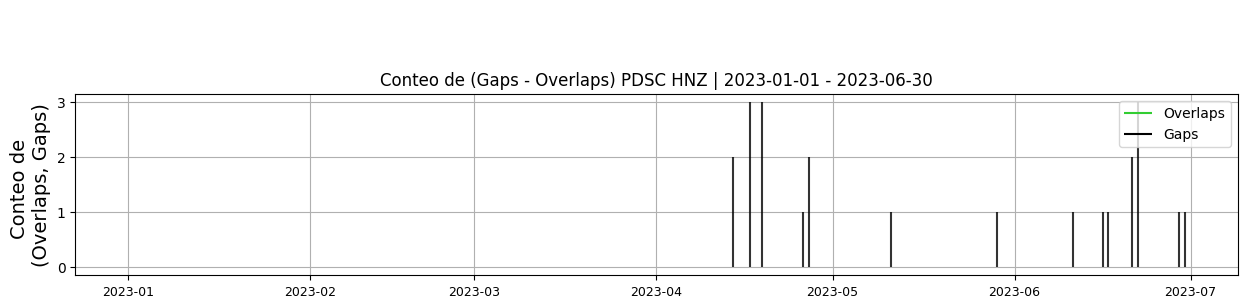 Conteo de (Gaps - Overlaps) PDSC HNZ | 2023-01-01 - 2023-06-30
Conteo de
(Overlaps, Gaps)
3
2
1
0
Overlaps
Gaps
2023-01
2023-02
2023-03
2023-04
2023-05
2023-06
2023-07